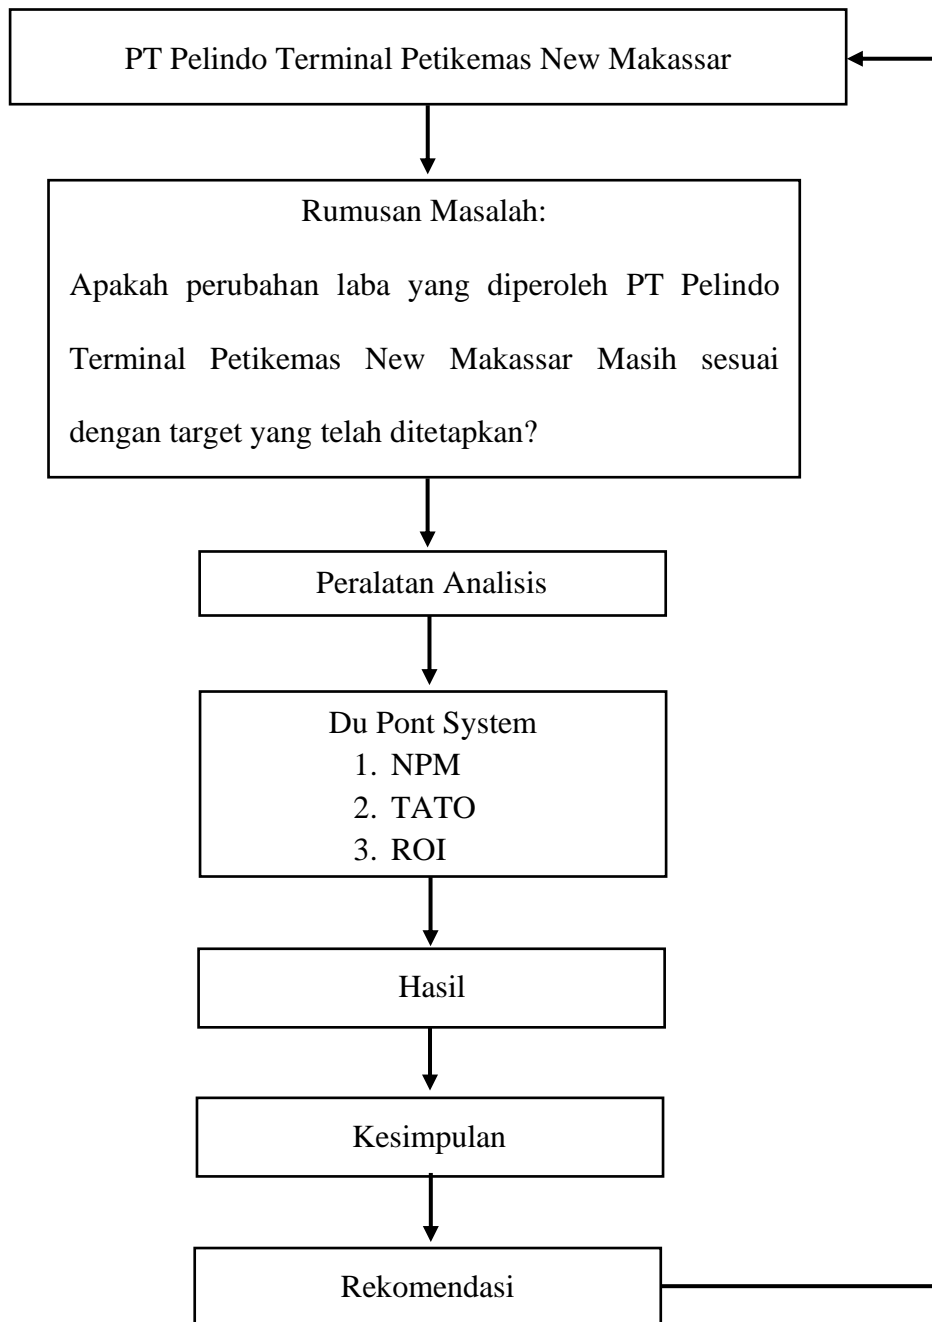 PT Pelindo Terminal Petikemas New Makassar
Rumusan Masalah:
Apakah perubahan laba yang diperoleh PT Pelindo
Terminal Petikemas New Makassar Masih sesuai
dengan target yang telah ditetapkan?
Peralatan Analisis
Du Pont System
1. NPM
2. TATO
3. ROI
Hasil
Kesimpulan
Rekomendasi